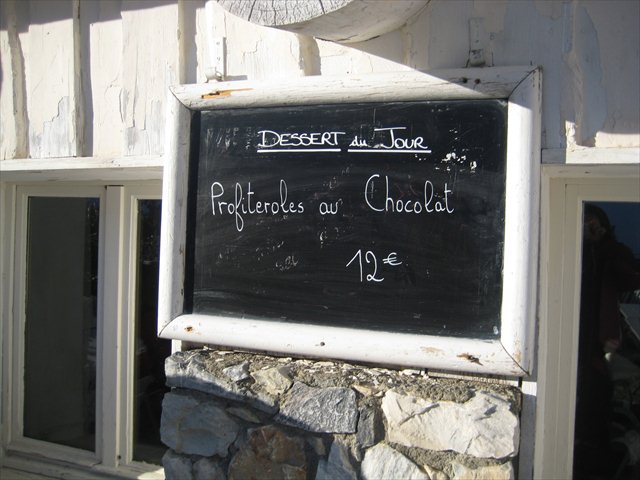 DESSERT du JOUR
Profiteroles au Chocolat
12€